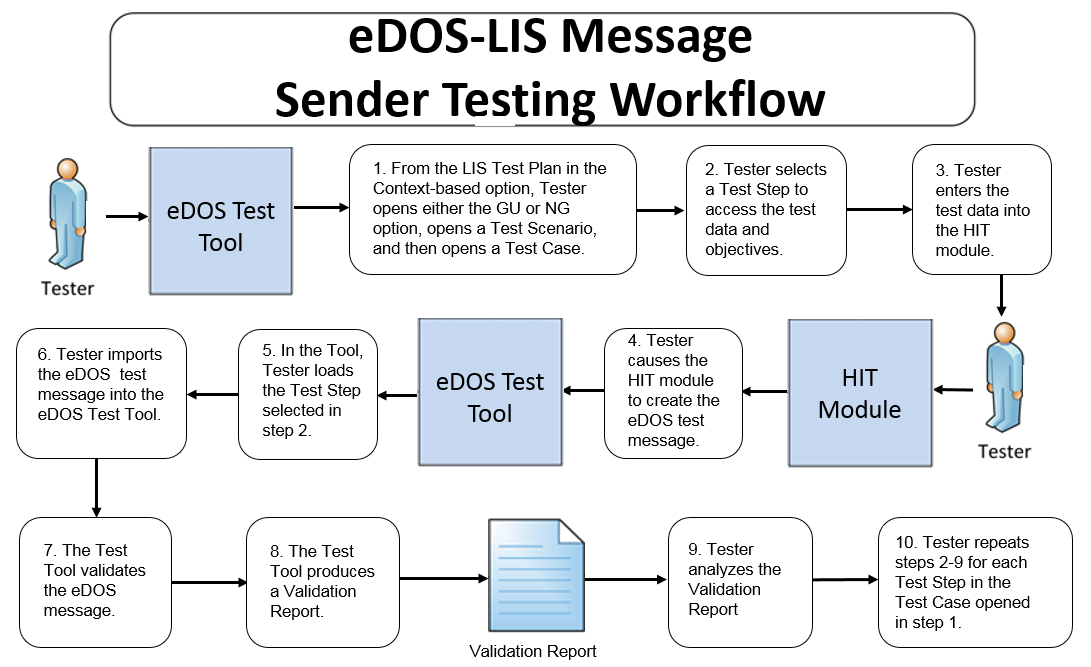 eDOS-LIS Message
Sender Testing Workflow
Tester
eDOS Test
Tool
1. From the LIS Test Plan in the
Context-based option, Tester
opens either the GU or NG
option, opens a Test Scenario,
and then opens a Test Case.
2. Tester selects
a Test Step to
access the test
data and
objectives.
3. Tester
enters the
test data into
the HIT
module.
Tester
HIT
Module
4. Tester
causes the
HIT module
to create the
eDOS test
message.
eDOS Test
Tool
5. In the Tool,
Tester loads
the Test Step
selected in
step 2.
6. Tester imports
the eDOS test
message into the
eDOS Test Tool.
7. The Test
Tool validates
the eDOS
message.
8. The Test
Tool produces
a Validation
Report.
Validation Report
9. Tester
analyzes the
Validation
Report
10. Tester repeats
steps 2-9 for each
Test Step in the
Test Case opened
in step 1.